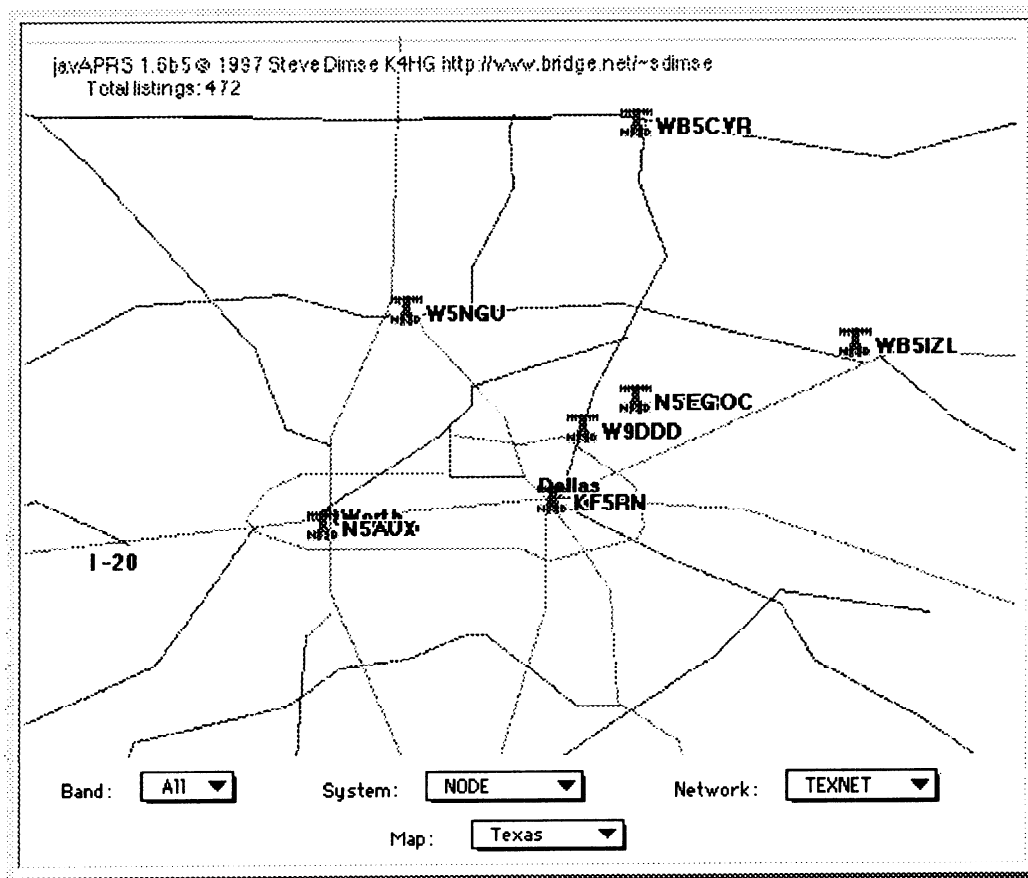 javAPRS 1.6b5 © 1997 Steve Dimse K4HG http://www.bridge.net/~sdimse
Total listings: 472
WB5CYR
W5NGU
WB5IZL
N5EGIOC
W9DDD
Dallas
KF5RN
Worth
N5AUX
I-20
Band: All
System: NODE
Network: TEXNET
Map: Texas